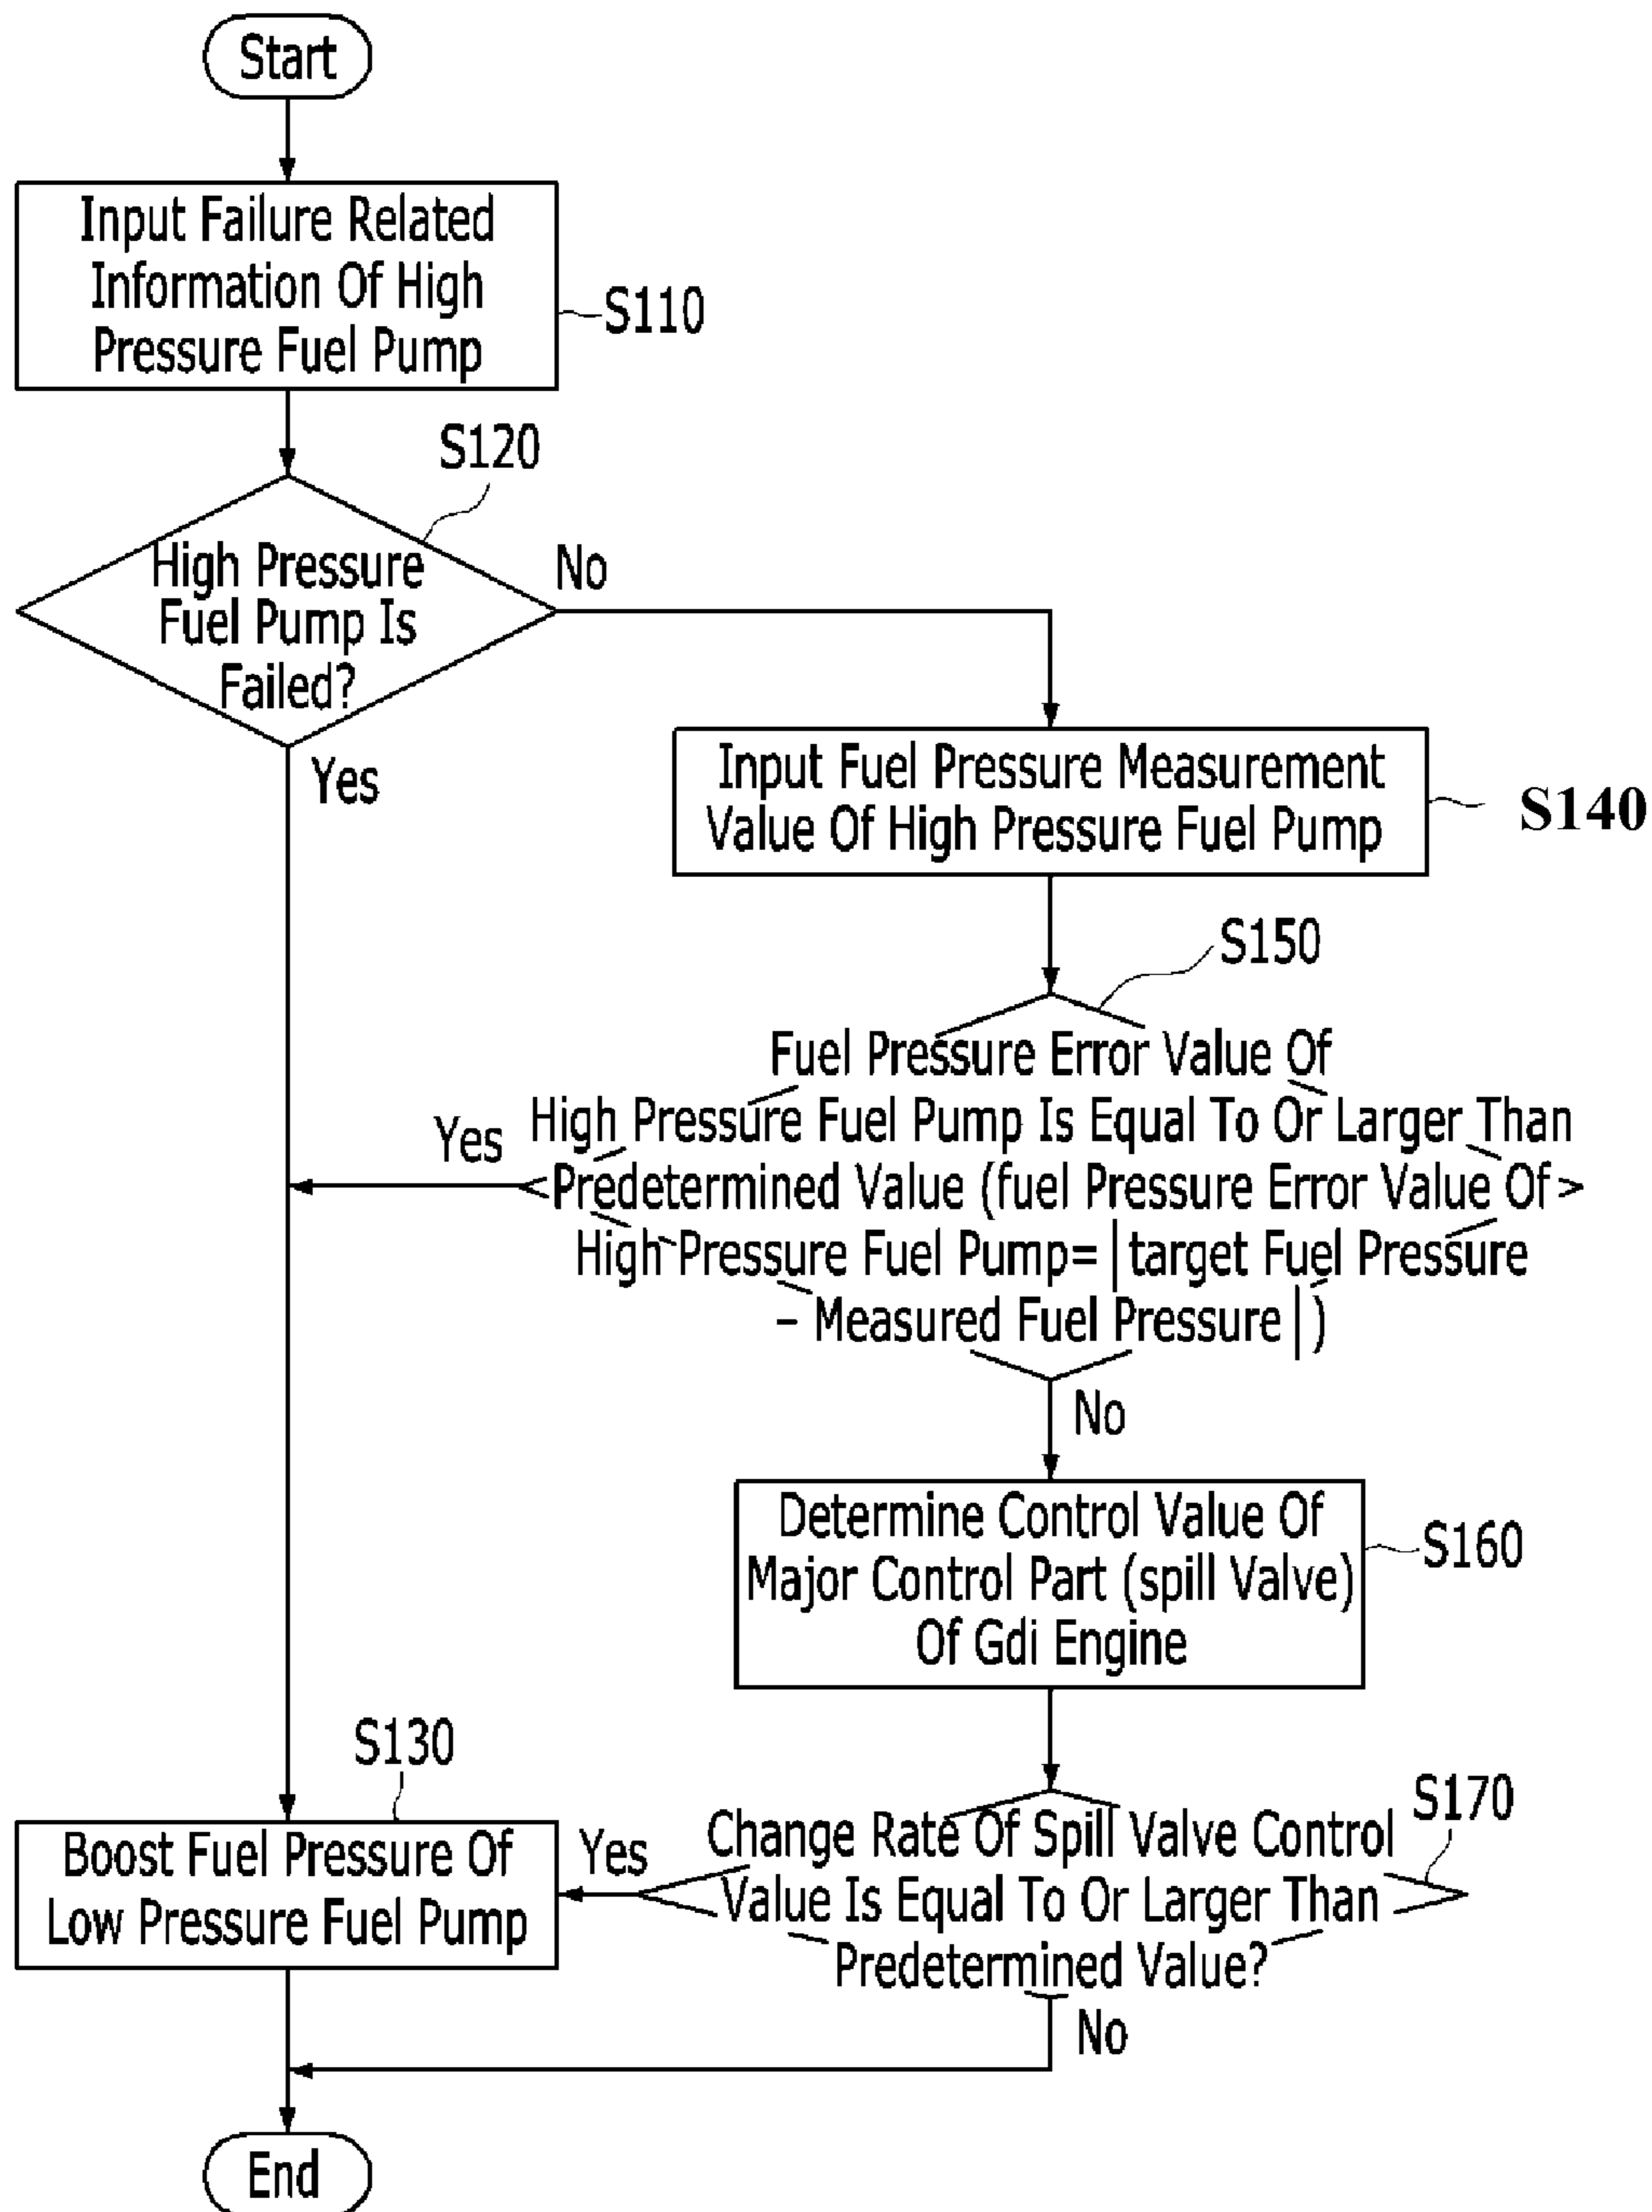 Start
Input Failure Related
Information Of High
Pressure Fuel Pump
S110
S120
High Pressure
Fuel Pump Is
Failed?
No
Yes
Input Fuel Pressure Measurement
Value Of High Pressure Fuel Pump
S140
S150
Fuel Pressure Error Value Of
High Pressure Fuel Pump Is Equal To Or Larger Than
Predetermined Value (fuel Pressure Error Value Of
High Pressure Fuel Pump=|target Fuel Pressure
– Measured Fuel Pressure|)
Yes
No
Determine Control Value Of
Major Control Part (spill Valve)
Of Gdi Engine
S160
S130
Boost Fuel Pressure Of
Low Pressure Fuel Pump
Yes
S170
Change Rate Of Spill Valve Control
Value Is Equal To Or Larger Than
Predetermined Value?
No
End